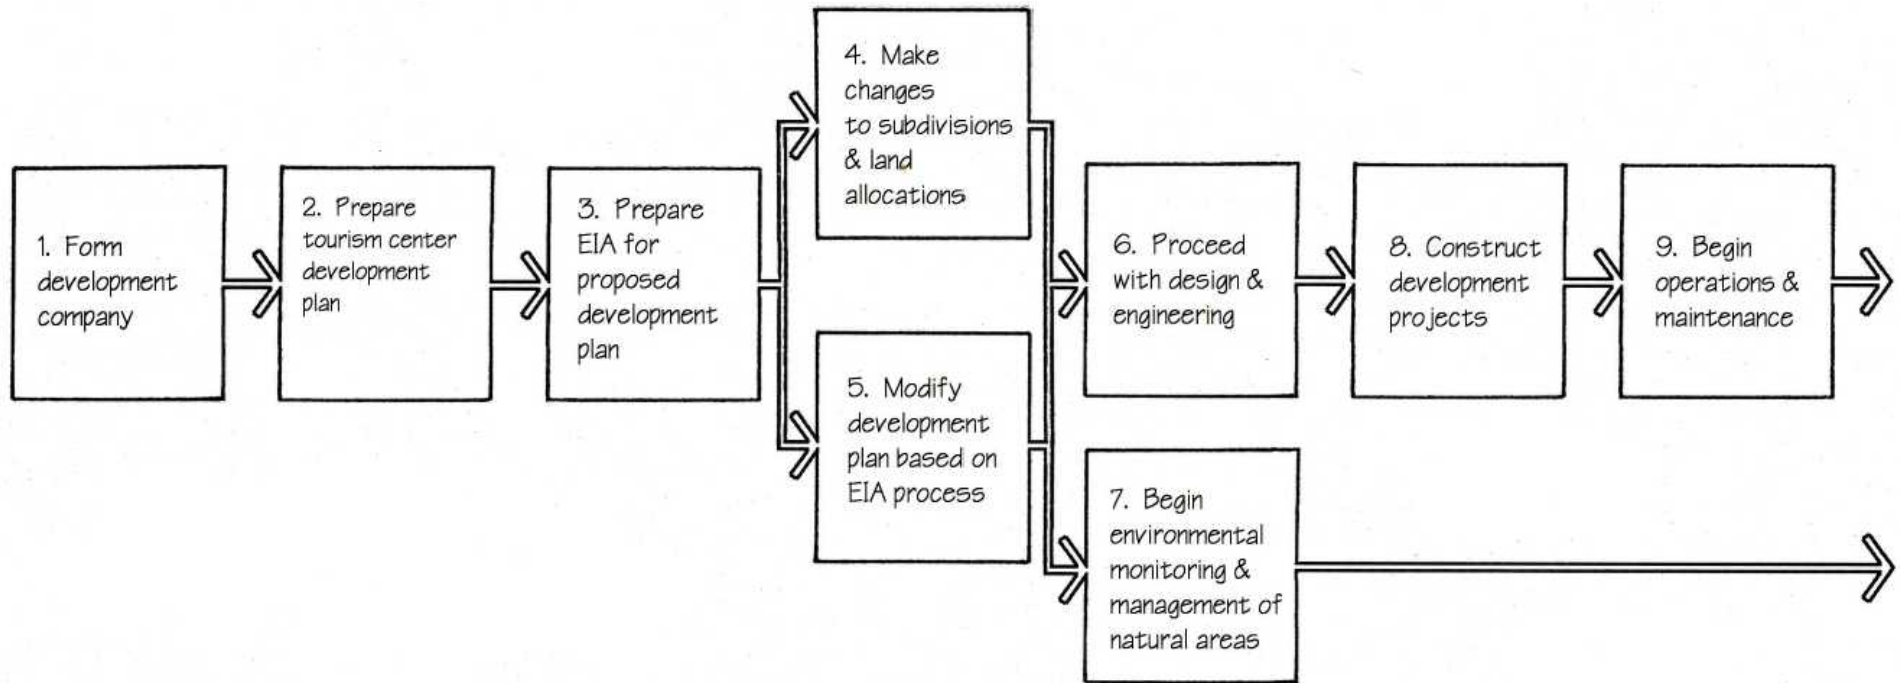 1. Form
development
company
2. Prepare
tourism center
development
plan
3. Prepare
EIA for
proposed
development
plan
4. Make
changes
to subdivisions
& land
allocations
5. Modify
development
plan based on
EIA process
6. Proceed
with design &
engineering
7. Begin
environmental
monitoring &
management of
natural areas
8. Construct
development
projects
9. Begin
operations &
maintenance